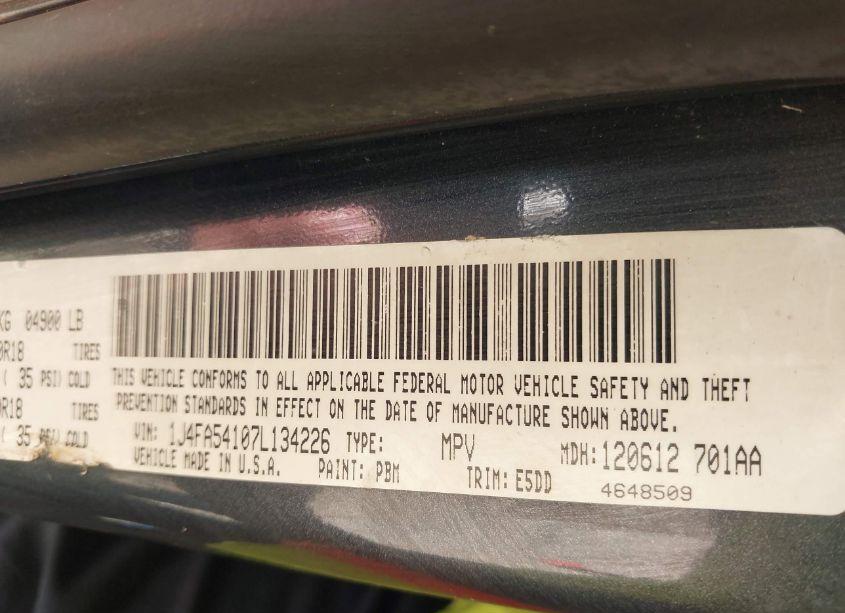 KG 04900 LB
0R18 TIRES
( 35 PSI) COLD
0R18 TIRES
( 35 PSI) COLD
THIS VEHICLE CONFORMS TO ALL APPLICABLE FEDERAL MOTOR VEHICLE SAFETY AND THEFT
PREVENTION STANDARDS IN EFFECT ON THE DATE OF MANUFACTURE SHOWN ABOVE.
VIN: 1J4FA54107L134226 TYPE: MPV MDH: 120612 701AA
VEHICLE MADE IN U.S.A. PAINT: PBM TRIM: E5DD 4648509